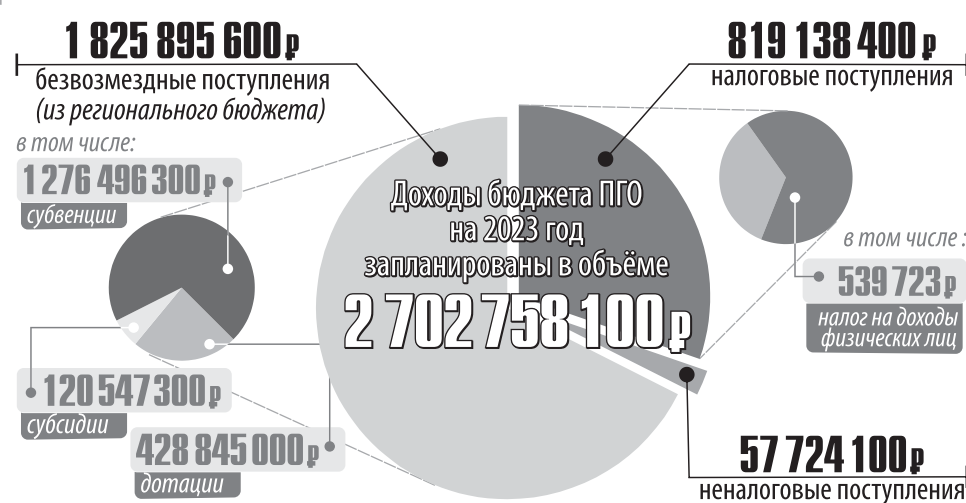 1 825 895 600 ₽
безвозмездные поступления
(из регионального бюджета)
в том числе:
1 276 496 300 ₽
субвенции
120 547 300 ₽
субсидии
428 845 000 ₽
дотации
Доходы бюджета ПГО
на 2023 год
запланированы в объёме
2 702 758 100 ₽
819 138 400 ₽
налоговые поступления
в том числе :
539 723 ₽
налог на доходы
физических лиц
57 724 100 ₽
неналоговые поступления